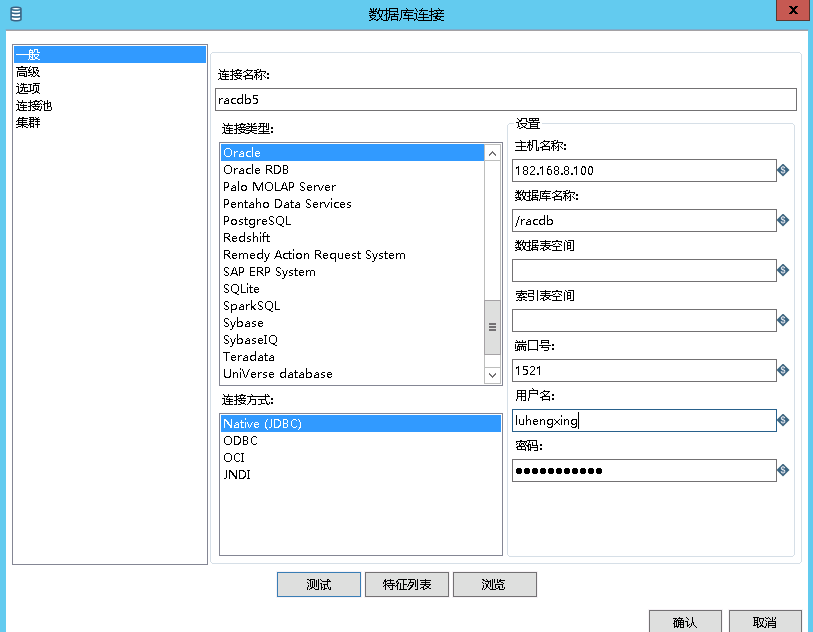 数据库连接
x
一般
高级
选项
连接池
集群
连接名称:
racdb5
连接类型:
Oracle
Oracle RDB
Palo MOLAP Server
Pentaho Data Services
PostgreSQL
Redshift
Remedy Action Request System
SAP ERP System
SQLite
SparkSQL
Sybase
SybaseIQ
Teradata
UniVerse database
连接方式:
Native (JDBC)
ODBC
OCI
JNDI
设置
主机名称:
182.168.8.100
数据库名称:
/racdb
数据表空间
索引表空间
端口号:
1521
用户名:
luhengxing
密码:
●●●●●●●●●●●
测试
特征列表
浏览
确认
取消